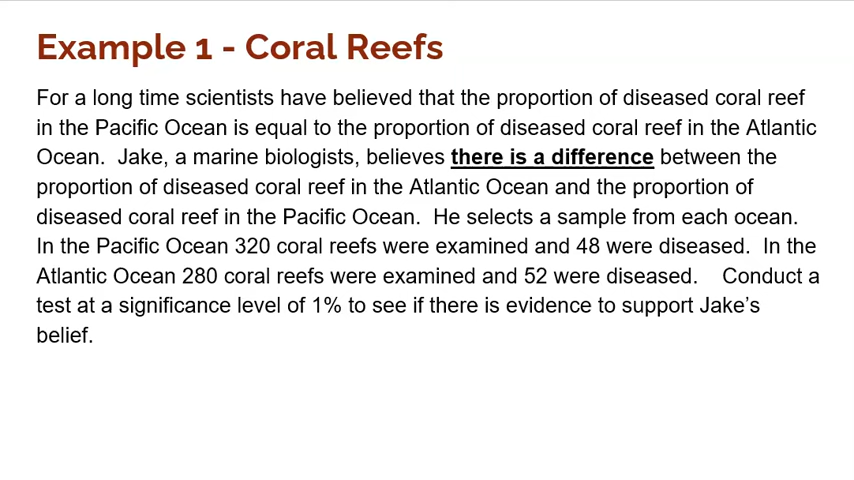 Example 1 - Coral Reefs
For a long time scientists have believed that the proportion of diseased coral reef
in the Pacific Ocean is equal to the proportion of diseased coral reef in the Atlantic
Ocean.  Jake, a marine biologists, believes there is a difference between the
proportion of diseased coral reef in the Atlantic Ocean and the proportion of
diseased coral reef in the Pacific Ocean.  He selects a sample from each ocean.
In the Pacific Ocean 320 coral reefs were examined and 48 were diseased.  In the
Atlantic Ocean 280 coral reefs were examined and 52 were diseased.    Conduct a
test at a significance level of 1% to see if there is evidence to support Jake’s
belief.